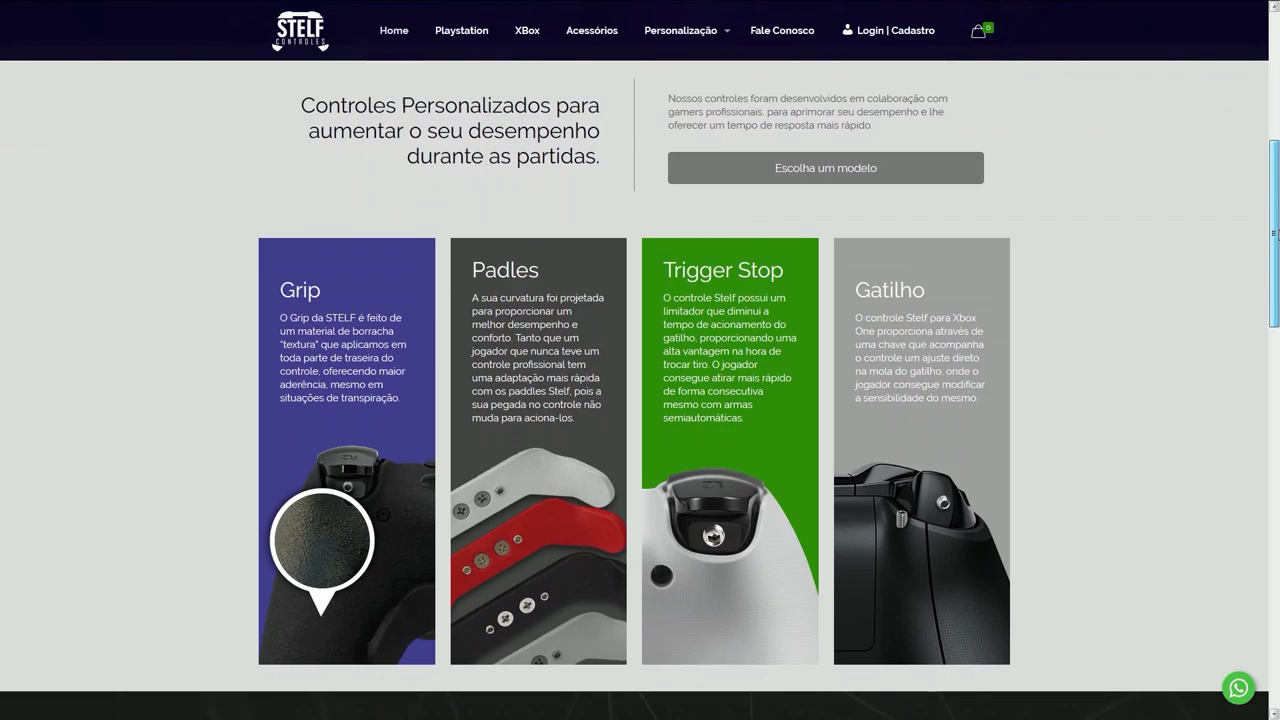 STELF
CONTROLES
Home
Playstation
XBox
Acessórios
Personalização
Fale Conosco
Login | Cadastro
0
Controles Personalizados para
aumentar o seu desempenho
durante as partidas.
Nossos controles foram desenvolvidos em colaboração com
gamers profissionais, para aprimorar seu desempenho e lhe
oferecer um tempo de resposta mais rápido.
Escolha um modelo
Grip
O Grip da STELF é feito de
um material de borracha
“textura” que aplicamos em
toda parte de traseira do
controle, oferecendo maior
aderência, mesmo em
situações de transpiração.
Padles
A sua curvatura foi projetada
para proporcionar um
melhor desempenho e
conforto. Tanto que um
jogador que nunca teve um
controle profissional tem
uma adaptação mais rápida
com os paddles Stelf, pois a
sua pegada no controle não
muda para aciona-los.
Trigger Stop
O controle Stelf possui um
limitador que diminui a
tempo de acionamento do
gatilho, proporcionando uma
alta vantagem na hora de
trocar tiro. O jogador
consegue atirar mais rápido
de forma consecutiva
mesmo com armas
semiautomáticas.
Gatilho
O controle Stelf para Xbox
One proporciona através de
uma chave que acompanha
o controle um ajuste direto
na mola do gatilho, onde o
jogador consegue modificar
a sensibilidade do mesmo.